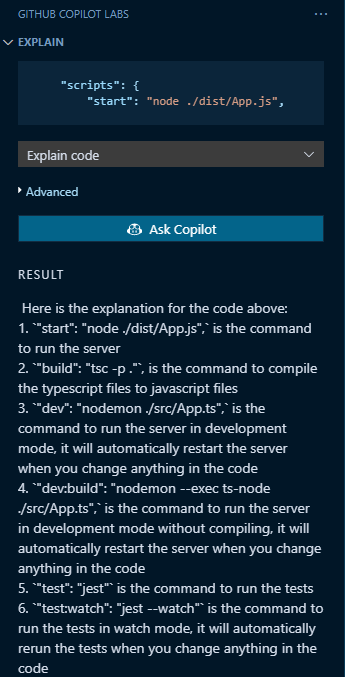 GITHUB COPILOT LABS
EXPLAIN
"scripts": {
"start": "node ./dist/App.js",
Explain code
Advanced
Ask Copilot
RESULT
Here is the explanation for the code above:
1. `"start": "node ./dist/App.js",` is the command
to run the server
2. `"build": "tsc -p ."`, is the command to compile
the typescript files to javascript files
3. `"dev": "nodemon ./src/App.ts",` is the
command to run the server in development
mode, it will automatically restart the server
when you change anything in the code
4. `"dev:build": "nodemon --exec ts-node
./src/App.ts",` is the command to run the server
in development mode without compiling, it will
automatically restart the server when you change
anything in the code
5. `"test": "jest"` is the command to run the tests
6. `"test:watch": "jest --watch"` is the command to
run the tests in watch mode, it will automatically
rerun the tests when you change anything in the
code